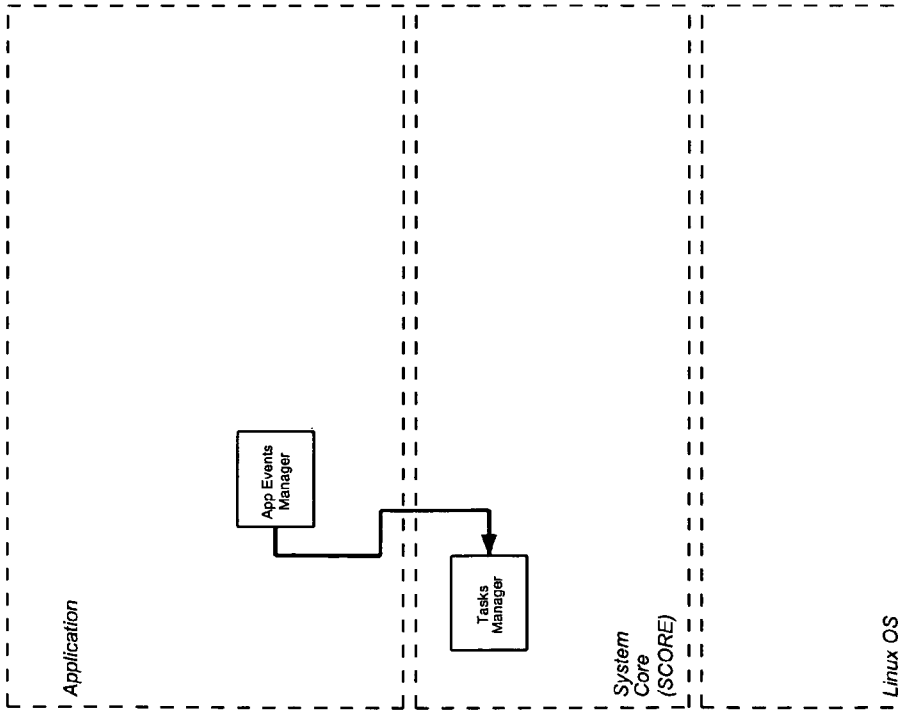 Application
App Events
Manager
Tasks
Manager
System
Core
(SCORE)
Linux OS